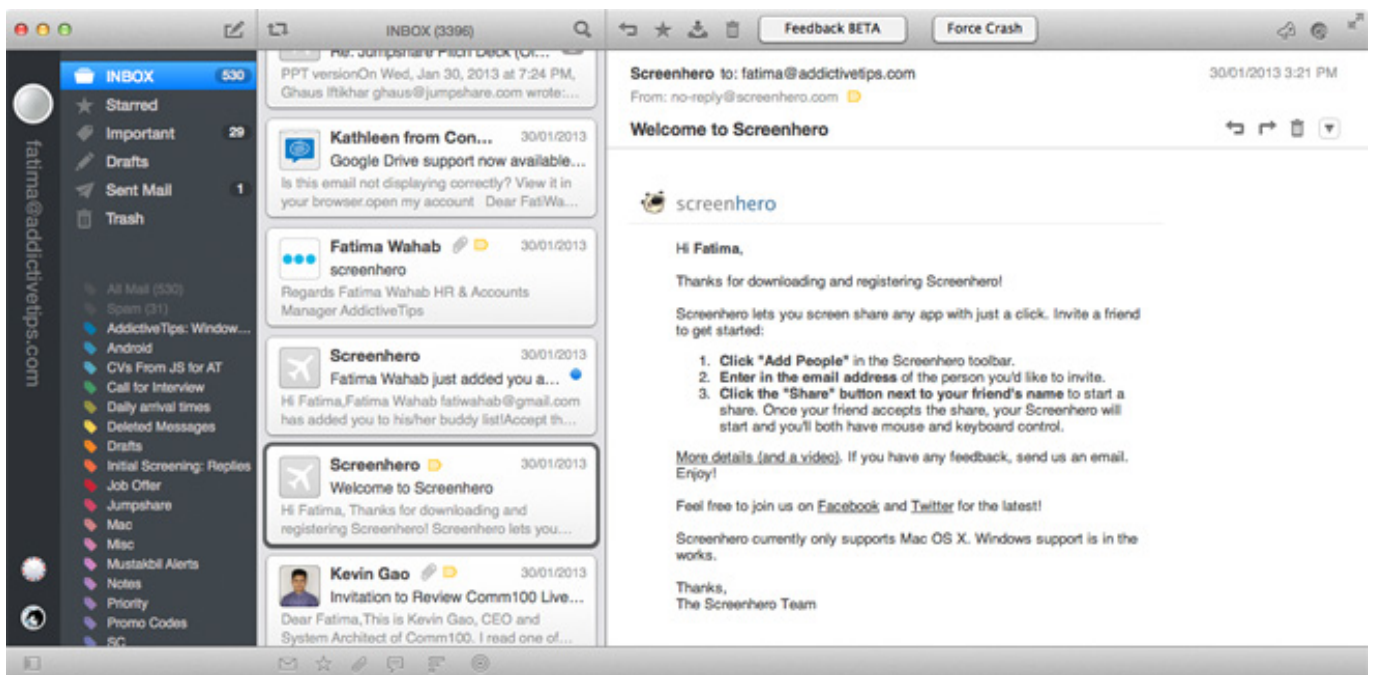 INBOX (3396)
Feedback BETA
Force Crash
fatima@addictivetips.com
INBOX 530
Starred
Important 29
Drafts
Sent Mail 1
Trash
All Mail (530)
Spam (31)
AddictiveTips: Window...
Android
CVs From JS for AT
Call for Interview
Daily arrival times
Deleted Messages
Drafts
Initial Screening: Replies
Job Offer
Jumpshare
Mac
Misc
Mustakbil Alerts
Notes
Priority
Promo Codes
SC
Re: Jumpshare Pitch Deck (Of...
PPT versionOn Wed, Jan 30, 2013 at 7:24 PM,
Ghaus Iftikhar ghaus@jumpshare.com wrote:...
Kathleen from Con... 30/01/2013
Google Drive support now available...
Is this email not displaying correctly? View it in
your browser.open my account Dear FatiWa...
Fatima Wahab 30/01/2013
screenhero
Regards Fatima Wahab HR & Accounts
Manager AddictiveTips
Screenhero 30/01/2013
Fatima Wahab just added you a...
Hi Fatima,Fatima Wahab fatiwahab@gmail.com
has added you to his/her buddy list!Accept th...
Screenhero 30/01/2013
Welcome to Screenhero
Hi Fatima, Thanks for downloading and
registering Screenhero! Screenhero lets you...
Kevin Gao 30/01/2013
Invitation to Review Comm100 Live...
Dear Fatima,This is Kevin Gao, CEO and
System Architect of Comm100. I read one of...
Screenhero to: fatima@addictivetips.com 30/01/2013 3:21 PM
From: no-reply@screenhero.com
Welcome to Screenhero
screenhero
Hi Fatima,
Thanks for downloading and registering Screenhero!
Screenhero lets you screen share any app with just a click. Invite a friend
to get started:
1. Click "Add People" in the Screenhero toolbar.
2. Enter in the email address of the person you'd like to invite.
3. Click the "Share" button next to your friend's name to start a
share. Once your friend accepts the share, your Screenhero will
start and you'll both have mouse and keyboard control.
More details (and a video). If you have any feedback, send us an email.
Enjoy!
Feel free to join us on Facebook and Twitter for the latest!
Screenhero currently only supports Mac OS X. Windows support is in the
works.
Thanks,
The Screenhero Team